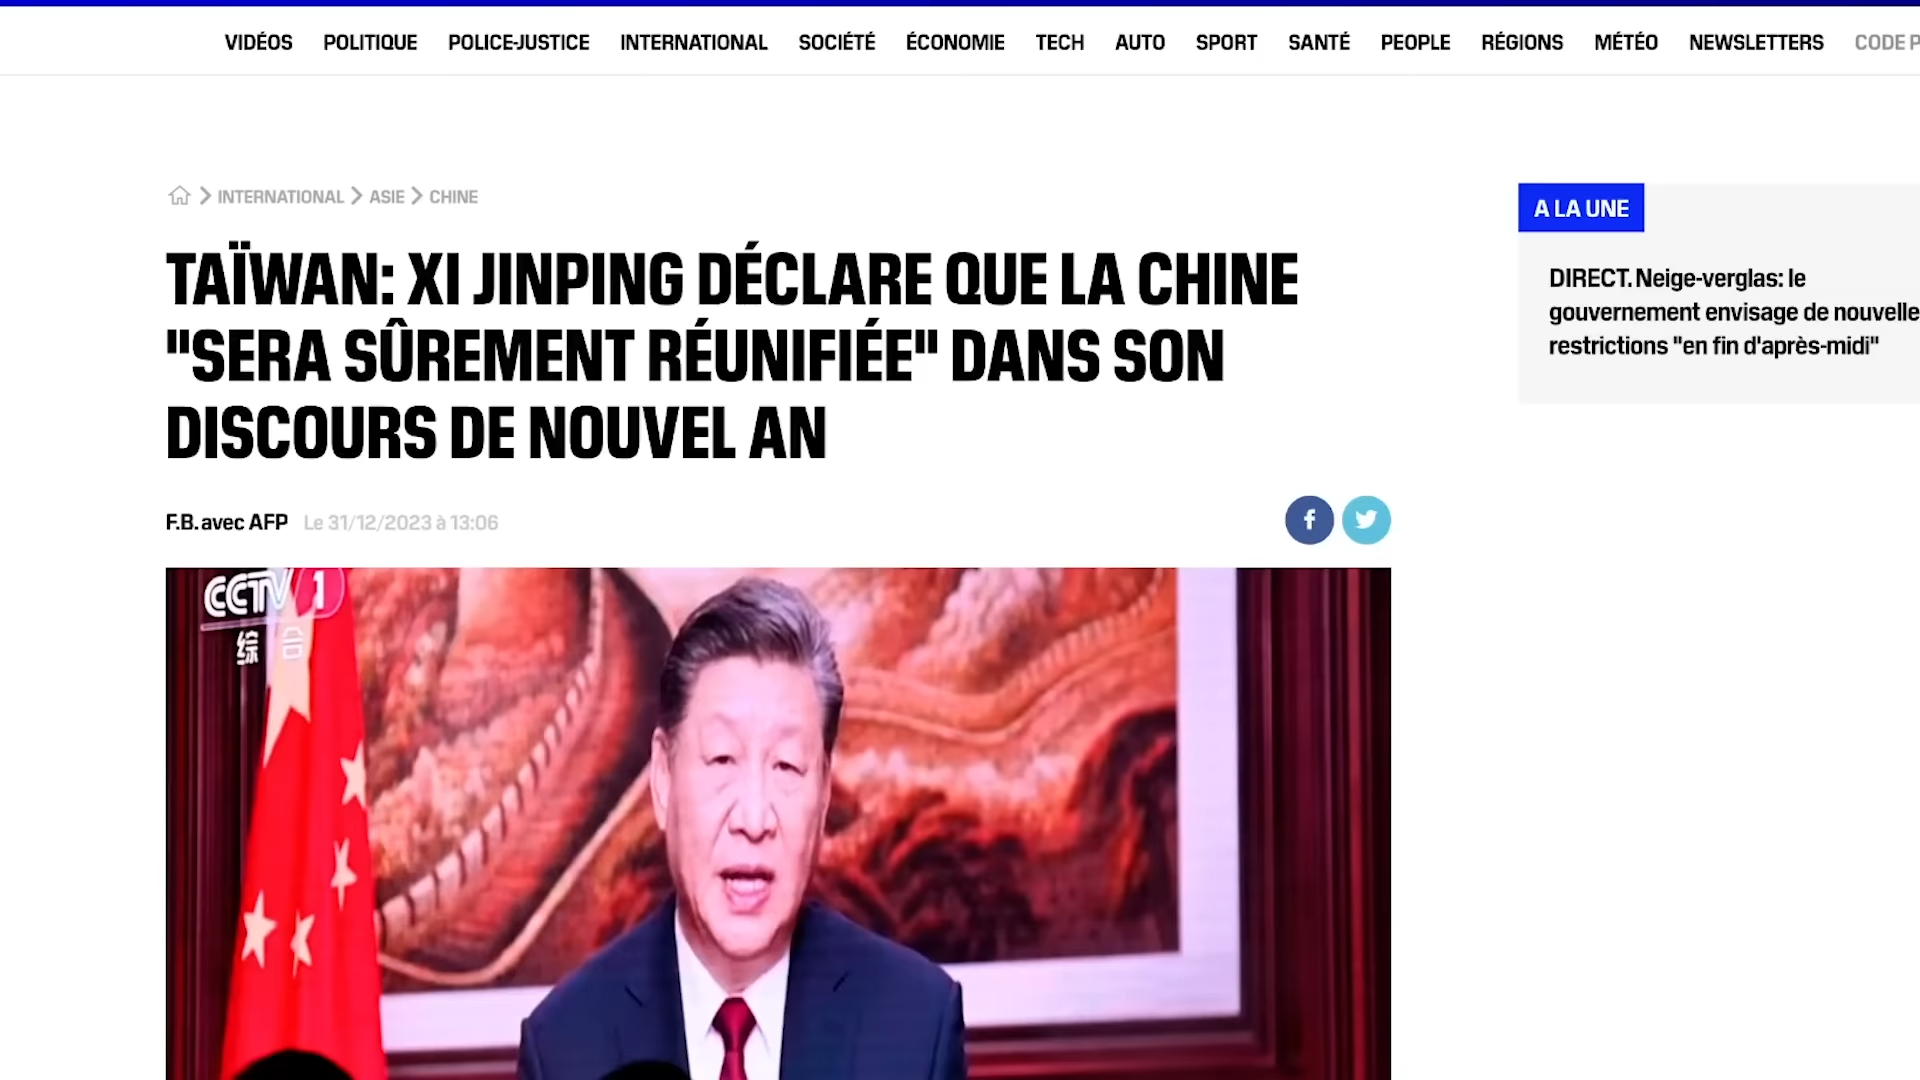 VIDÉOS POLITIQUE POLICE-JUSTICE INTERNATIONAL SOCIÉTÉ ÉCONOMIE TECH AUTO SPORT SANTÉ PEOPLE RÉGIONS MÉTÉO NEWSLETTERS CODE P
INTERNATIONAL ASIE CHINE
TAÏWAN: XI JINPING DÉCLARE QUE LA CHINE
"SERA SÛREMENT RÉUNIFIÉE" DANS SON
DISCOURS DE NOUVEL AN
F.B. avec AFP Le 31/12/2023 à 13:06
A LA UNE
DIRECT. Neige-verglas: le
gouvernement envisage de nouvelle
restrictions "en fin d'après-midi"
CCTV 1
综合